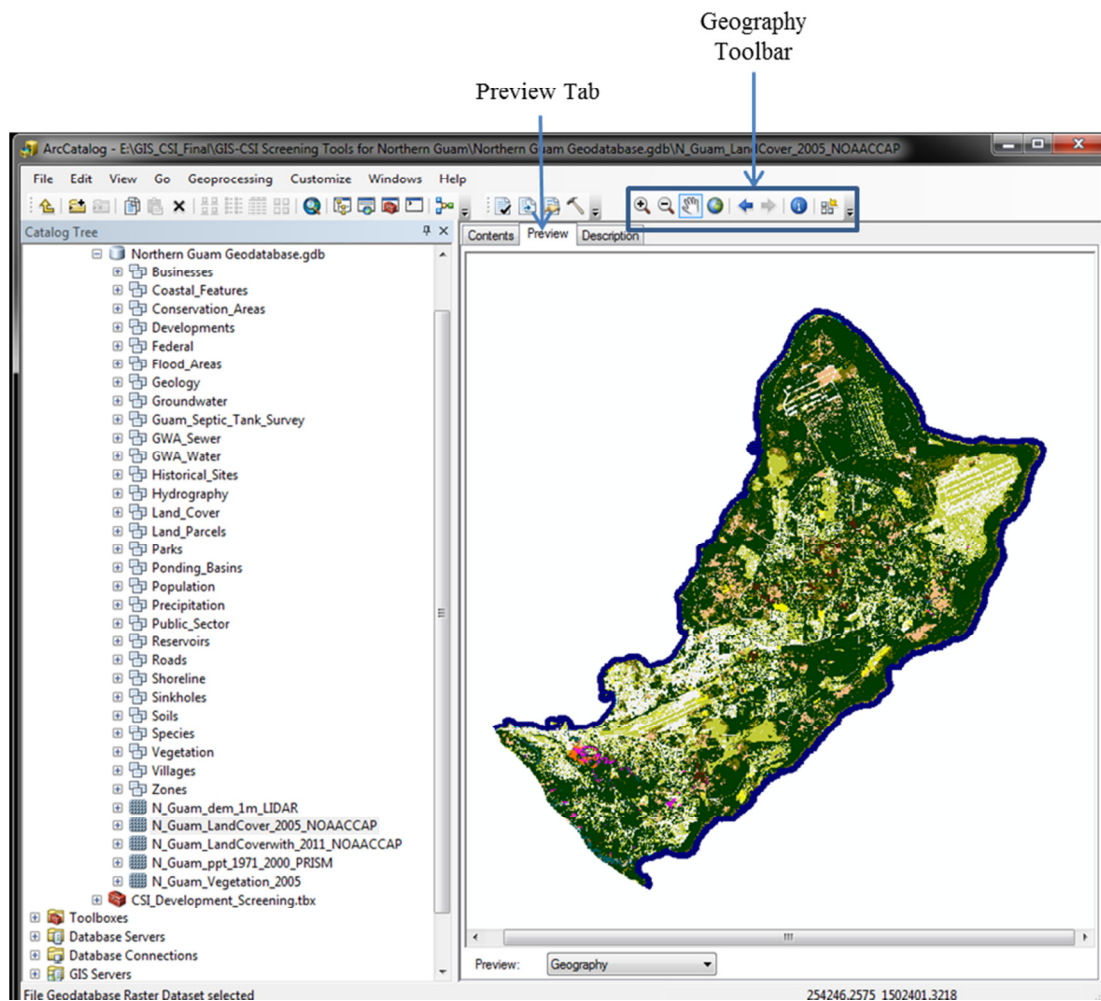 Geography
Toolbar
Preview Tab
ArcCatalog - E:\GIS_CSI_Final\GIS-CSI Screening Tools for Northern Guam\Northern Guam Geodatabase.gdb\N_Guam_LandCover_2005_NOAACCAP
File Edit View Go Geoprocessing Customize Windows Help
Catalog Tree
Contents Preview Description
Northern Guam Geodatabase.gdb
Businesses
Coastal_Features
Conservation_Areas
Developments
Federal
Flood_Areas
Geology
Groundwater
Guam_Septic_Tank_Survey
GWA_Sewer
GWA_Water
Historical_Sites
Hydrography
Land_Cover
Land_Parcels
Parks
Ponding_Basins
Population
Precipitation
Public_Sector
Reservoirs
Roads
Shoreline
Sinkholes
Soils
Species
Vegetation
Villages
Zones
N_Guam_dem_1m_LIDAR
N_Guam_LandCover_2005_NOAACCAP
N_Guam_LandCoverwith_2011_NOAACCAP
N_Guam_ppt_1971_2000_PRISM
N_Guam_Vegetation_2005
CSI_Development_Screening.tbx
Toolboxes
Database Servers
Database Connections
GIS Servers
Preview: Geography
File Geodatabase Raster Dataset selected
254246.2575 1502401.3218